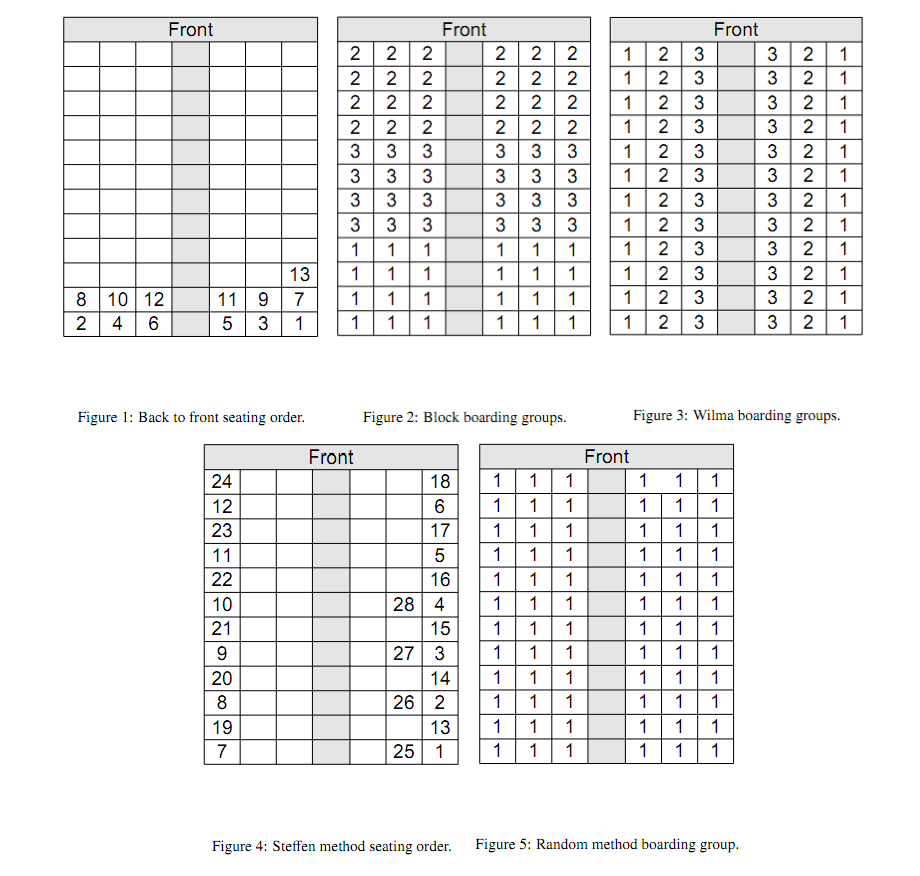 Front Front Front
2 2 2 2 2 2 1 2 3 3 2 1
2 2 2 2 2 2 1 2 3 3 2 1
2 2 2 2 2 2 1 2 3 3 2 1
2 2 2 2 2 2 1 2 3 3 2 1
3 3 3 3 3 3 1 2 3 3 2 1
3 3 3 3 3 3 1 2 3 3 2 1
3 3 3 3 3 3 1 2 3 3 2 1
3 3 3 3 3 3 1 2 3 3 2 1
1 1 1 1 1 1 1 2 3 3 2 1
13 1 1 1 1 1 1 1 2 3 3 2 1
8 10 12 11 9 7 1 1 1 1 1 1 1 2 3 3 2 1
2 4 6 5 3 1 1 1 1 1 1 1 1 2 3 3 2 1
Figure 1: Back to front seating order. Figure 2: Block boarding groups. Figure 3: Wilma boarding groups.
Front Front
24 18 1 1 1 1 1 1
12 6 1 1 1 1 1 1
23 17 1 1 1 1 1 1
11 5 1 1 1 1 1 1
22 16 1 1 1 1 1 1
10 28 4 1 1 1 1 1 1
21 15 1 1 1 1 1 1
9 27 3 1 1 1 1 1 1
20 14 1 1 1 1 1 1
8 26 2 1 1 1 1 1 1
19 13 1 1 1 1 1 1
7 25 1 1 1 1 1 1 1
Figure 4: Steffen method seating order. Figure 5: Random method boarding group.